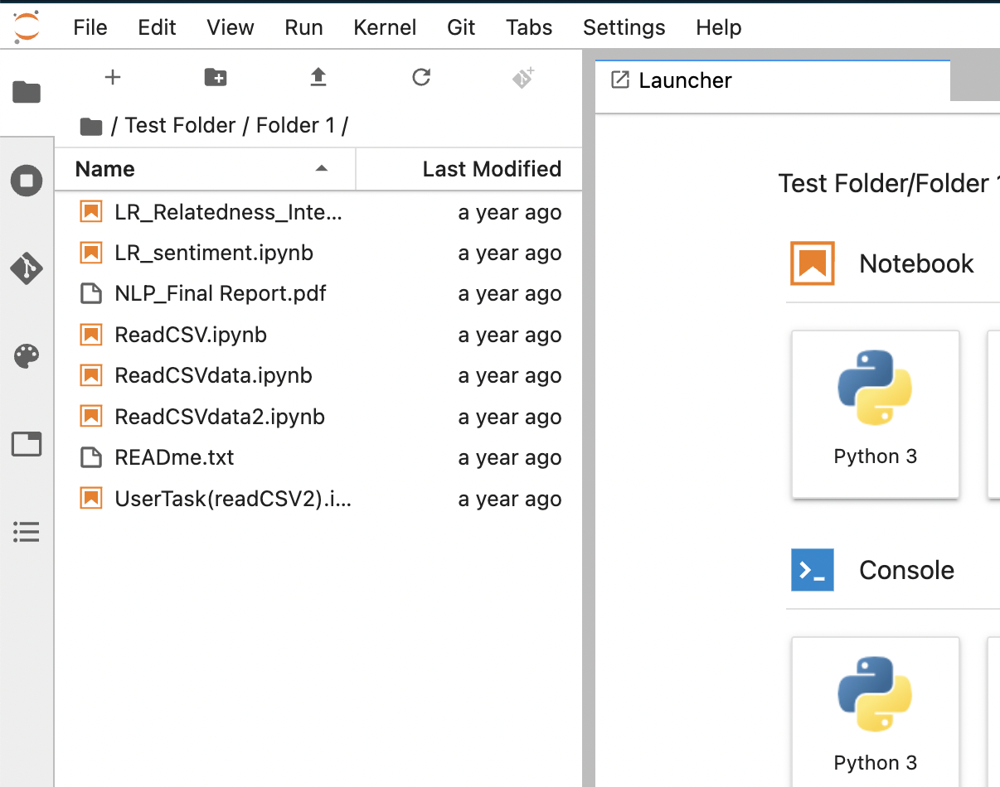 File Edit View Run Kernel Git Tabs Settings Help
Launcher
/ Test Folder / Folder 1 /
Name Last Modified
LR_Relatedness_Inte... a year ago
LR_sentiment.ipynb a year ago
NLP_Final Report.pdf a year ago
ReadCSV.ipynb a year ago
ReadCSVdata.ipynb a year ago
ReadCSVdata2.ipynb a year ago
READme.txt a year ago
UserTask(readCSV2).i... a year ago
Test Folder/Folder 1
Notebook
Python 3
Console
Python 3